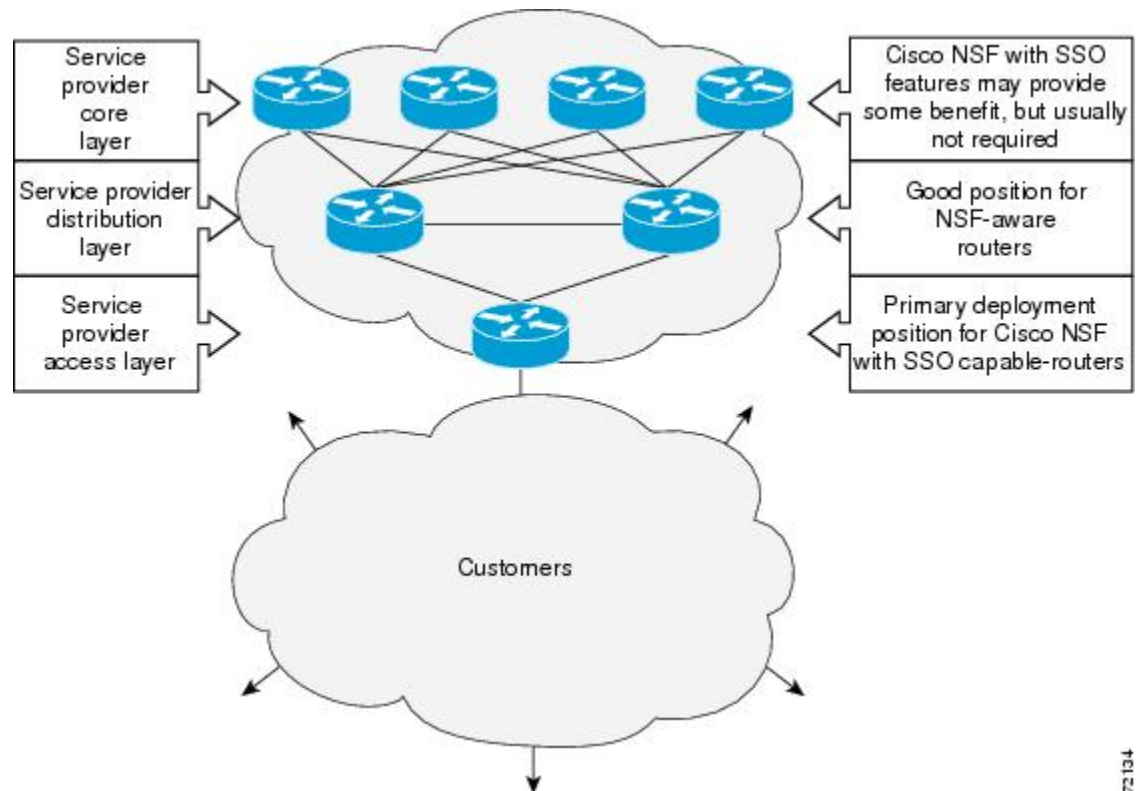 Service
provider
core
layer
Cisco NSF with SSO
features may provide
some benefit, but usually
not required
Service provider
distribution
layer
Good position for
NSF-aware
routers
Service
provider
access layer
Primary deployment
position for Cisco NSF
with SSO capable-routers
Customers
72134